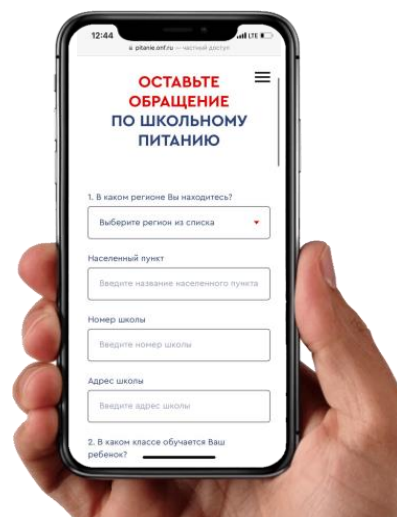 12:44
LTE
pitanie.onf.ru — частный доступ
ОСТАВЬТЕ
ОБРАЩЕНИЕ
ПО ШКОЛЬНОМУ
ПИТАНИЮ
1. В каком регионе Вы находитесь?
Выберите регион из списка
Населенный пункт
Введите название населенного пункта
Номер школы
Введите номер школы
Адрес школы
Введите адрес школы
2. В каком классе обучается Ваш
ребенок?